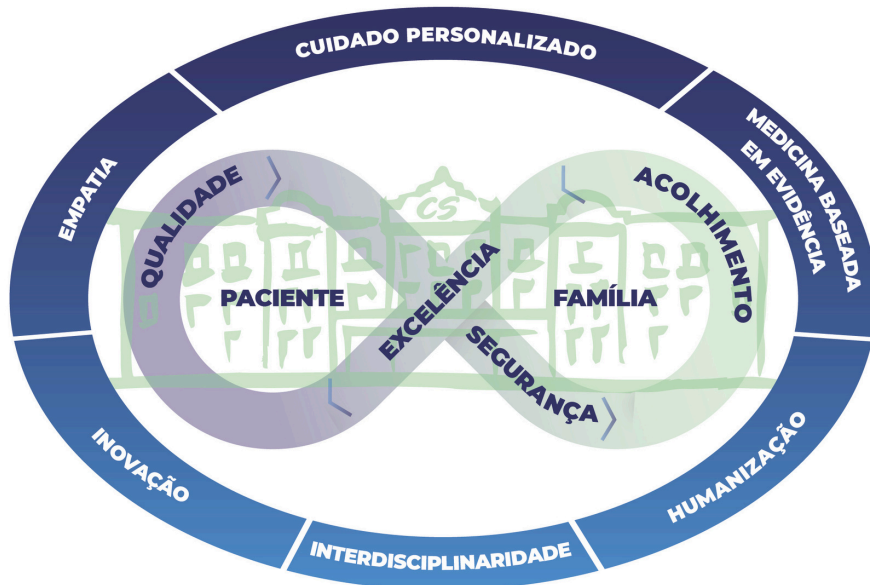 CUIDADO PERSONALIZADO
EMPATIA
MEDICINA BASEADA
EM EVIDÊNCIA
QUALIDADE
ACOLHIMENTO
CS
PACIENTE
EXCELÊNCIA
FAMÍLIA
SEGURANÇA
INOVAÇÃO
HUMANIZAÇÃO
INTERDISCIPLINARIDADE